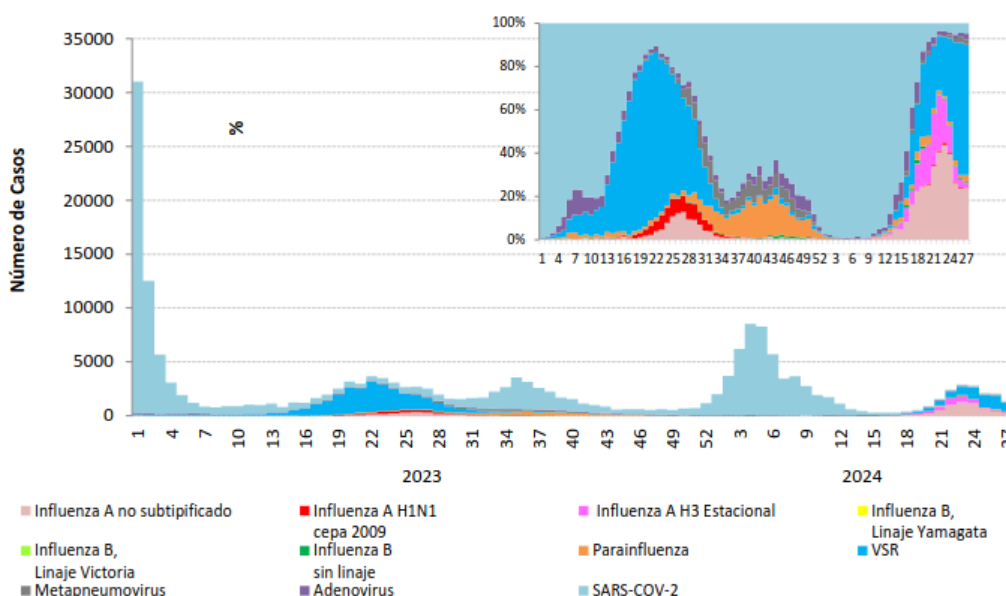 100%
80%
60%
40%
20%
0%
1 4 7 10 13 16 19 22 25 28 31 34 37 40 43 46 49 52 3 6 9 12 15 18 21 24 27
%
Número de Casos
35000
30000
25000
20000
15000
10000
5000
0
1 4 7 10 13 16 19 22 25 28 31 34 37 40 43 46 49 52 3 6 9 12 15 18 21 24 27
2023 2024
Influenza A no subtipificado
Influenza A H1N1
cepa 2009
Influenza A H3 Estacional
Influenza B,
Linaje Yamagata
Influenza B,
Linaje Victoria
Influenza B
sin linaje
Parainfluenza
VSR
Metapneumovirus
Adenovirus
SARS-COV-2